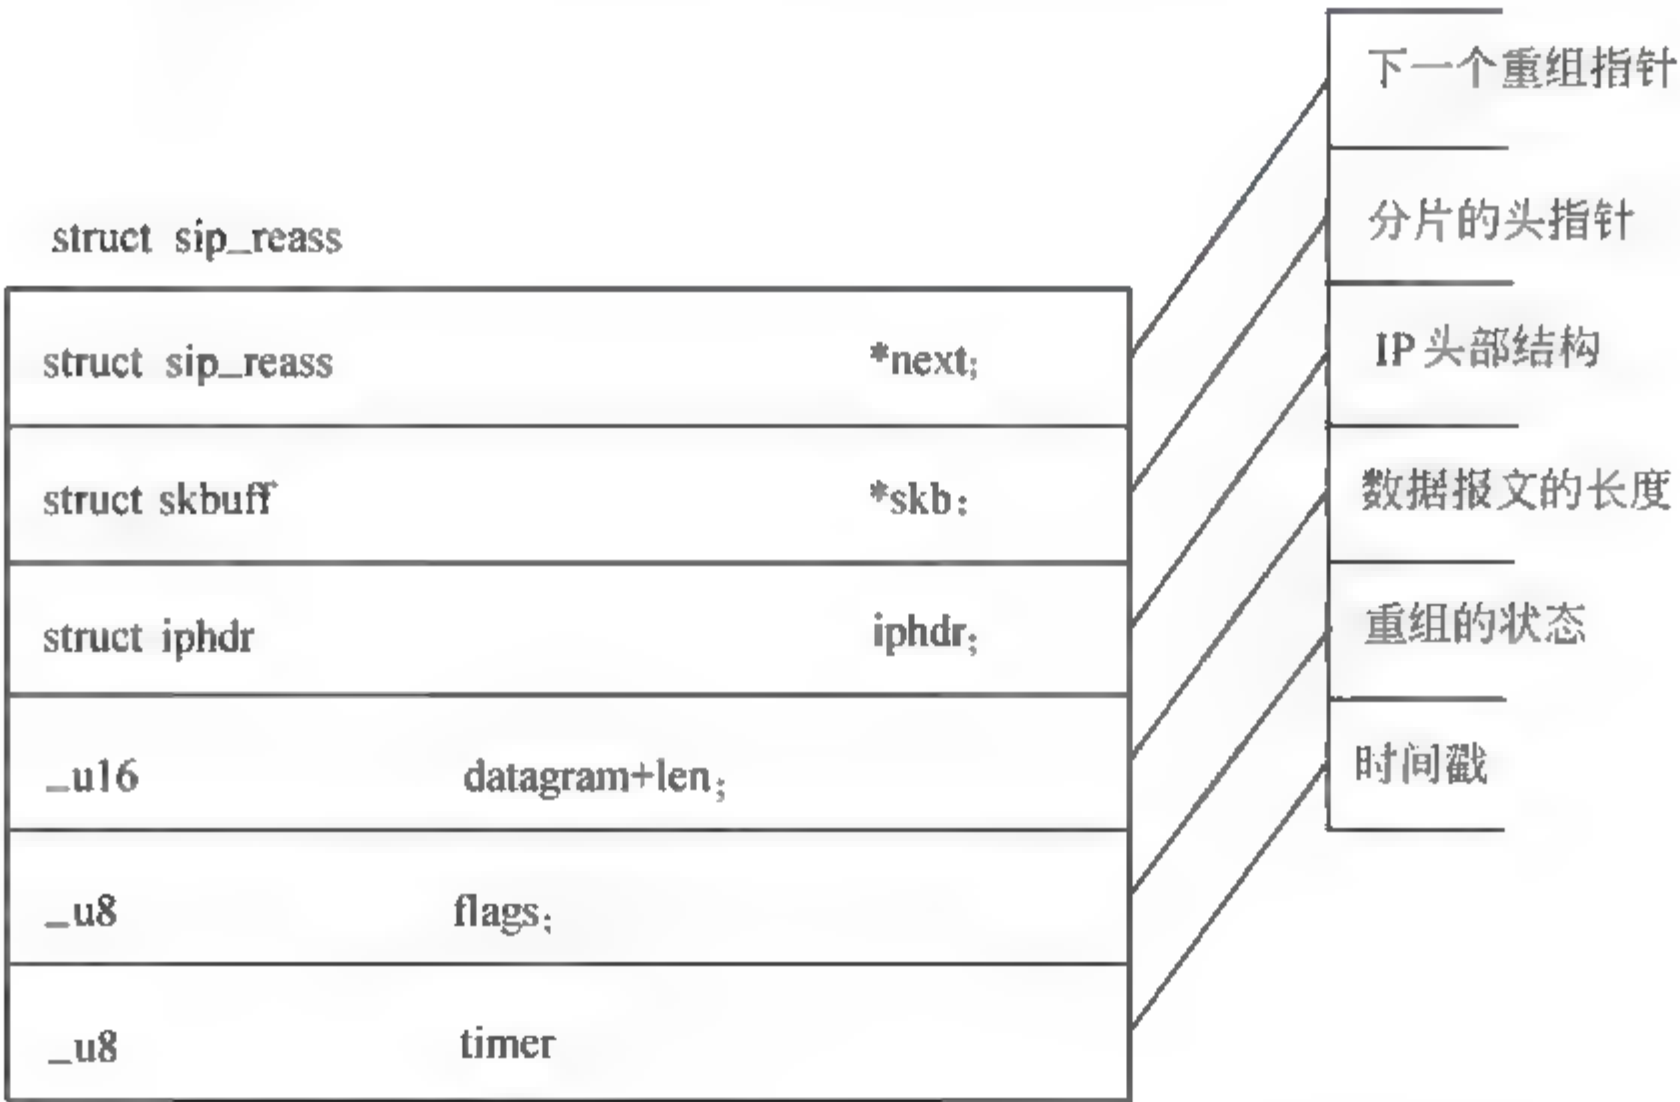 struct sip_reass
struct sip_reass *next;
struct skbuff *skb:
struct iphdr iphdr;
_u16 datagram+len;
_u8 flags;
_u8 timer
下一个重组指针
分片的头指针
IP头部结构
数据报文的长度
重组的状态
时间戳